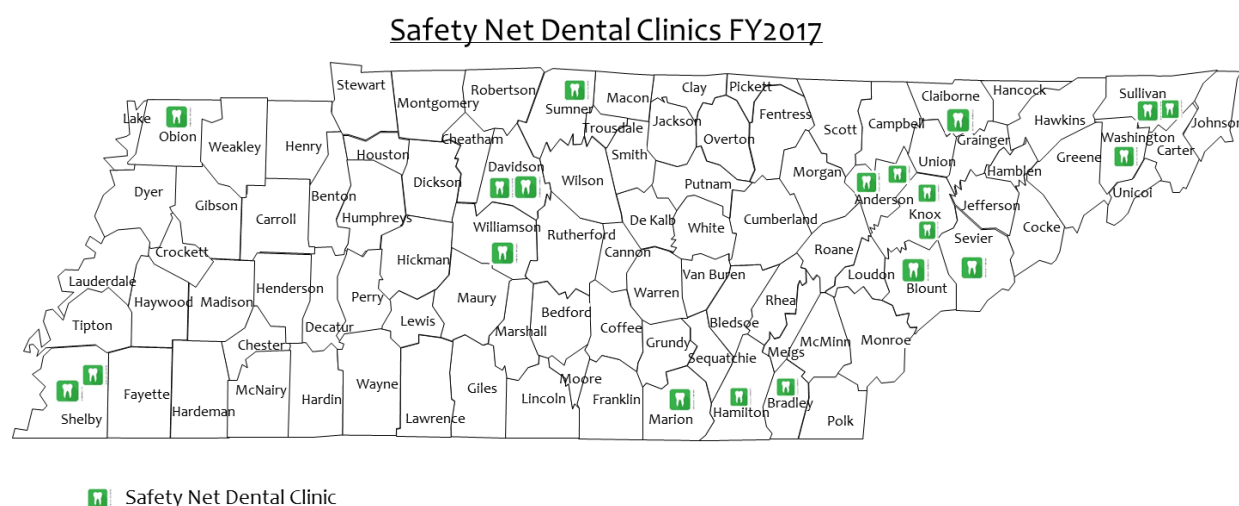 Safety Net Dental Clinics FY2017
Stewart
Montgomery
Robertson
Sumner
Macon
Clay
Pickett
Claiborne
Hancock
Sullivan
Lake
Obion
Weakley
Henry
Houston
Cheatham
Davidson
Trousdale
Jackson
Overton
Fentress
Scott
Campbell
Union
Grainger
Hawkins
Greene
Washington
Carter
Johnson
Unicoi
Dyer
Gibson
Carroll
Benton
Humphreys
Dickson
Wilson
Smith
Putnam
Morgan
Anderson
Knox
Hamblen
Jefferson
Cocke
Crockett
Hickman
Williamson
Rutherford
Cannon
De Kalb
White
Cumberland
Roane
Loudon
Blount
Sevier
Lauderdale
Haywood
Madison
Henderson
Decatur
Perry
Lewis
Maury
Marshall
Bedford
Coffee
Warren
Van Buren
Bledsoe
Rhea
Meigs
McMinn
Monroe
Tipton
Chester
Grundy
Sequatchie
Shelby
Fayette
Hardeman
McNairy
Hardin
Wayne
Lawrence
Giles
Lincoln
Moore
Franklin
Marion
Hamilton
Bradley
Polk
Safety Net Dental Clinic